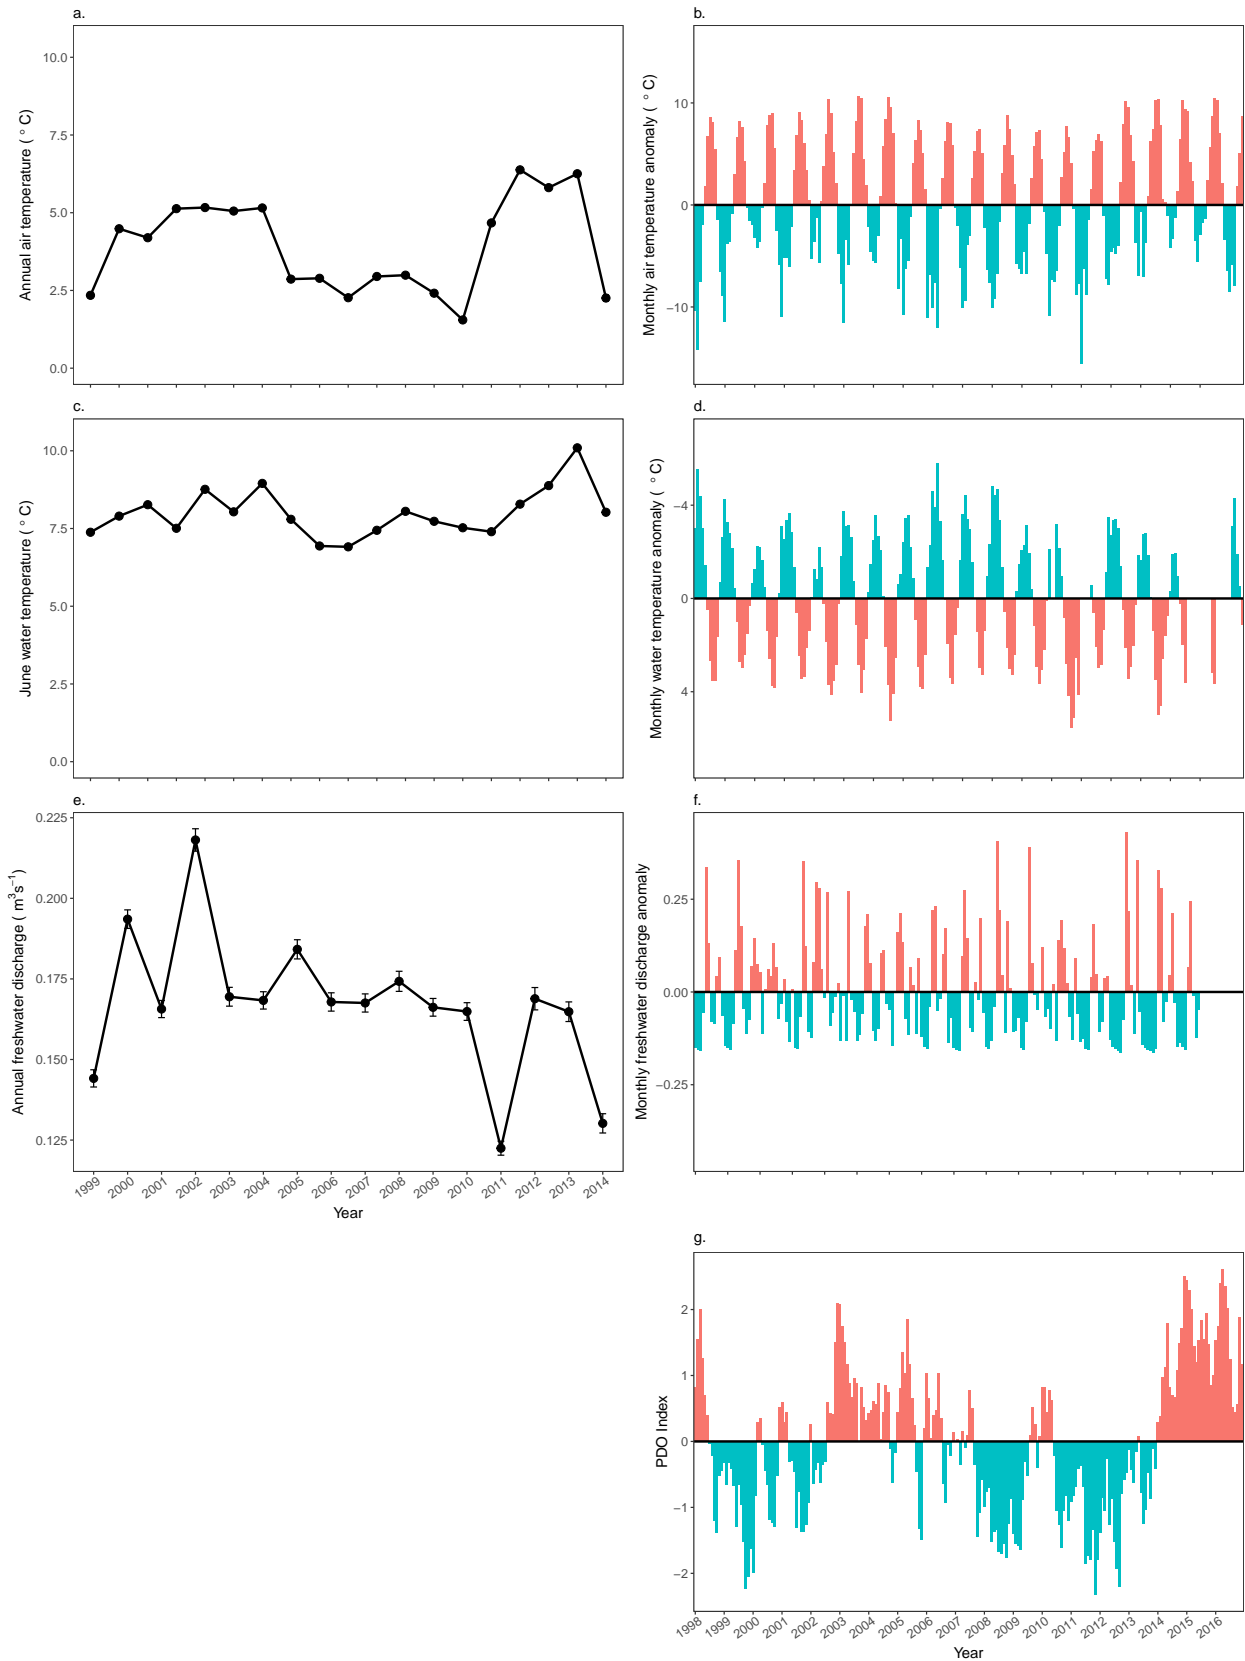 a.
10.0
7.5
5.0
2.5
0.0
Annual air temperature ( ° C)
b.
10
0
−10
Monthly air temperature anomaly ( ° C)
c.
10.0
7.5
5.0
2.5
0.0
June water temperature ( ° C)
d.
−4
0
4
Monthly water temperature anomaly ( ° C)
e.
0.225
0.200
0.175
0.150
0.125
Annual freshwater discharge ( m³s⁻¹)
1999 2000 2001 2002 2003 2004 2005 2006 2007 2008 2009 2010 2011 2012 2013 2014
Year
f.
0.25
0.00
−0.25
Monthly freshwater discharge anomaly
g.
2
1
0
−1
−2
PDO Index
1998 1999 2000 2001 2002 2003 2004 2005 2006 2007 2008 2009 2010 2011 2012 2013 2014 2015 2016
Year